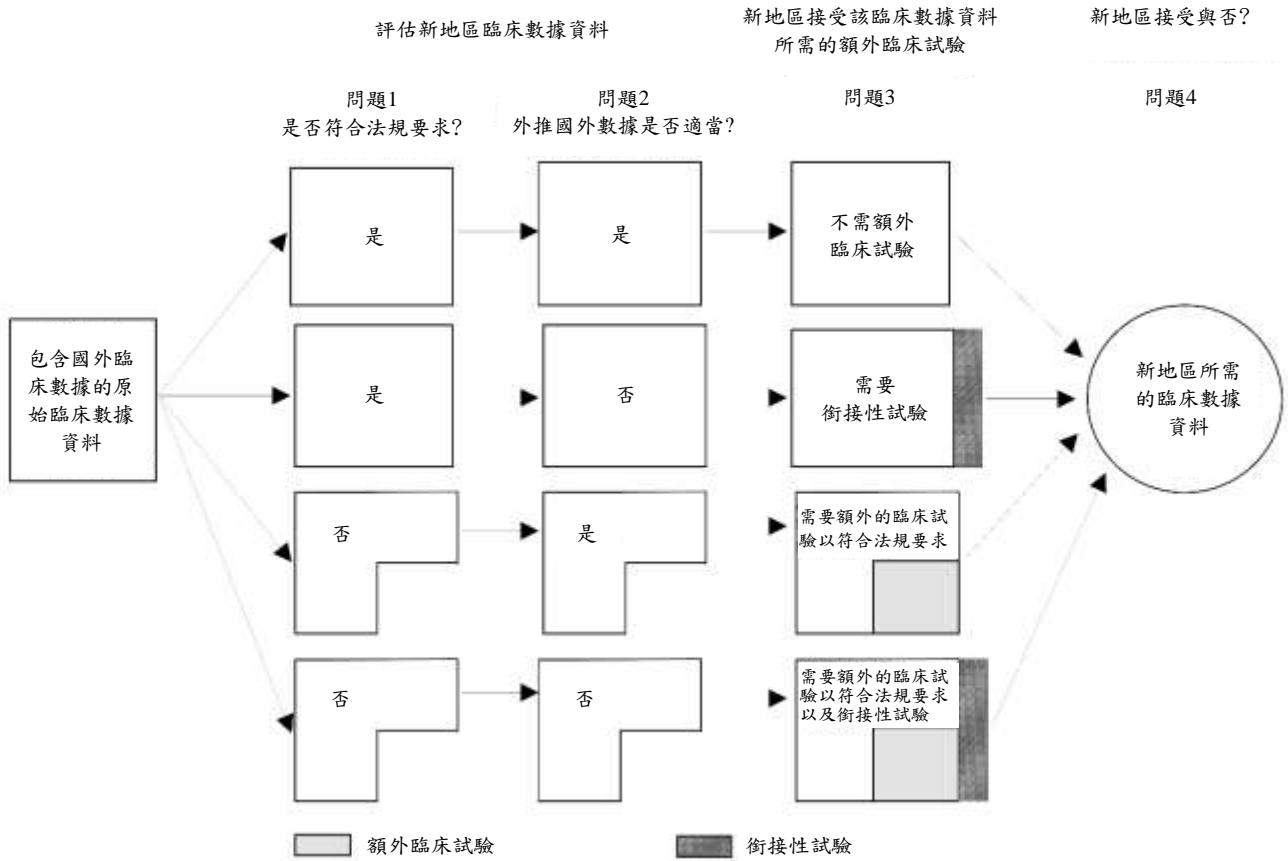 評估新地區臨床數據資料
新地區接受該臨床數據資料
所需的額外臨床試驗
新地區接受與否?
問題1
是否符合法規要求?
問題2
外推國外數據是否適當?
問題3
問題4
包含國外臨
床數據的原
始臨床數據
資料
是
是
不需額外
臨床試驗
是
否
需要
銜接性試驗
新地區所需
的臨床數據
資料
否
是
需要額外的臨床試
驗以符合法規要求
否
否
需要額外的臨床試
驗以符合法規要求
以及銜接性試驗
額外臨床試驗
銜接性試驗